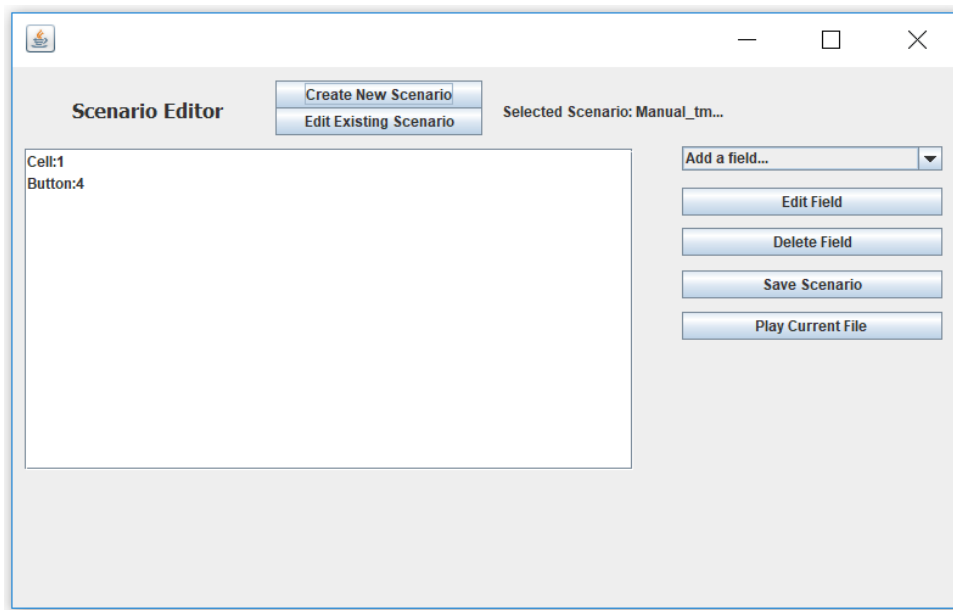 Scenario Editor
Create New Scenario
Edit Existing Scenario
Selected Scenario: Manual_tm...
Cell:1
Button:4
Add a field...
Edit Field
Delete Field
Save Scenario
Play Current File